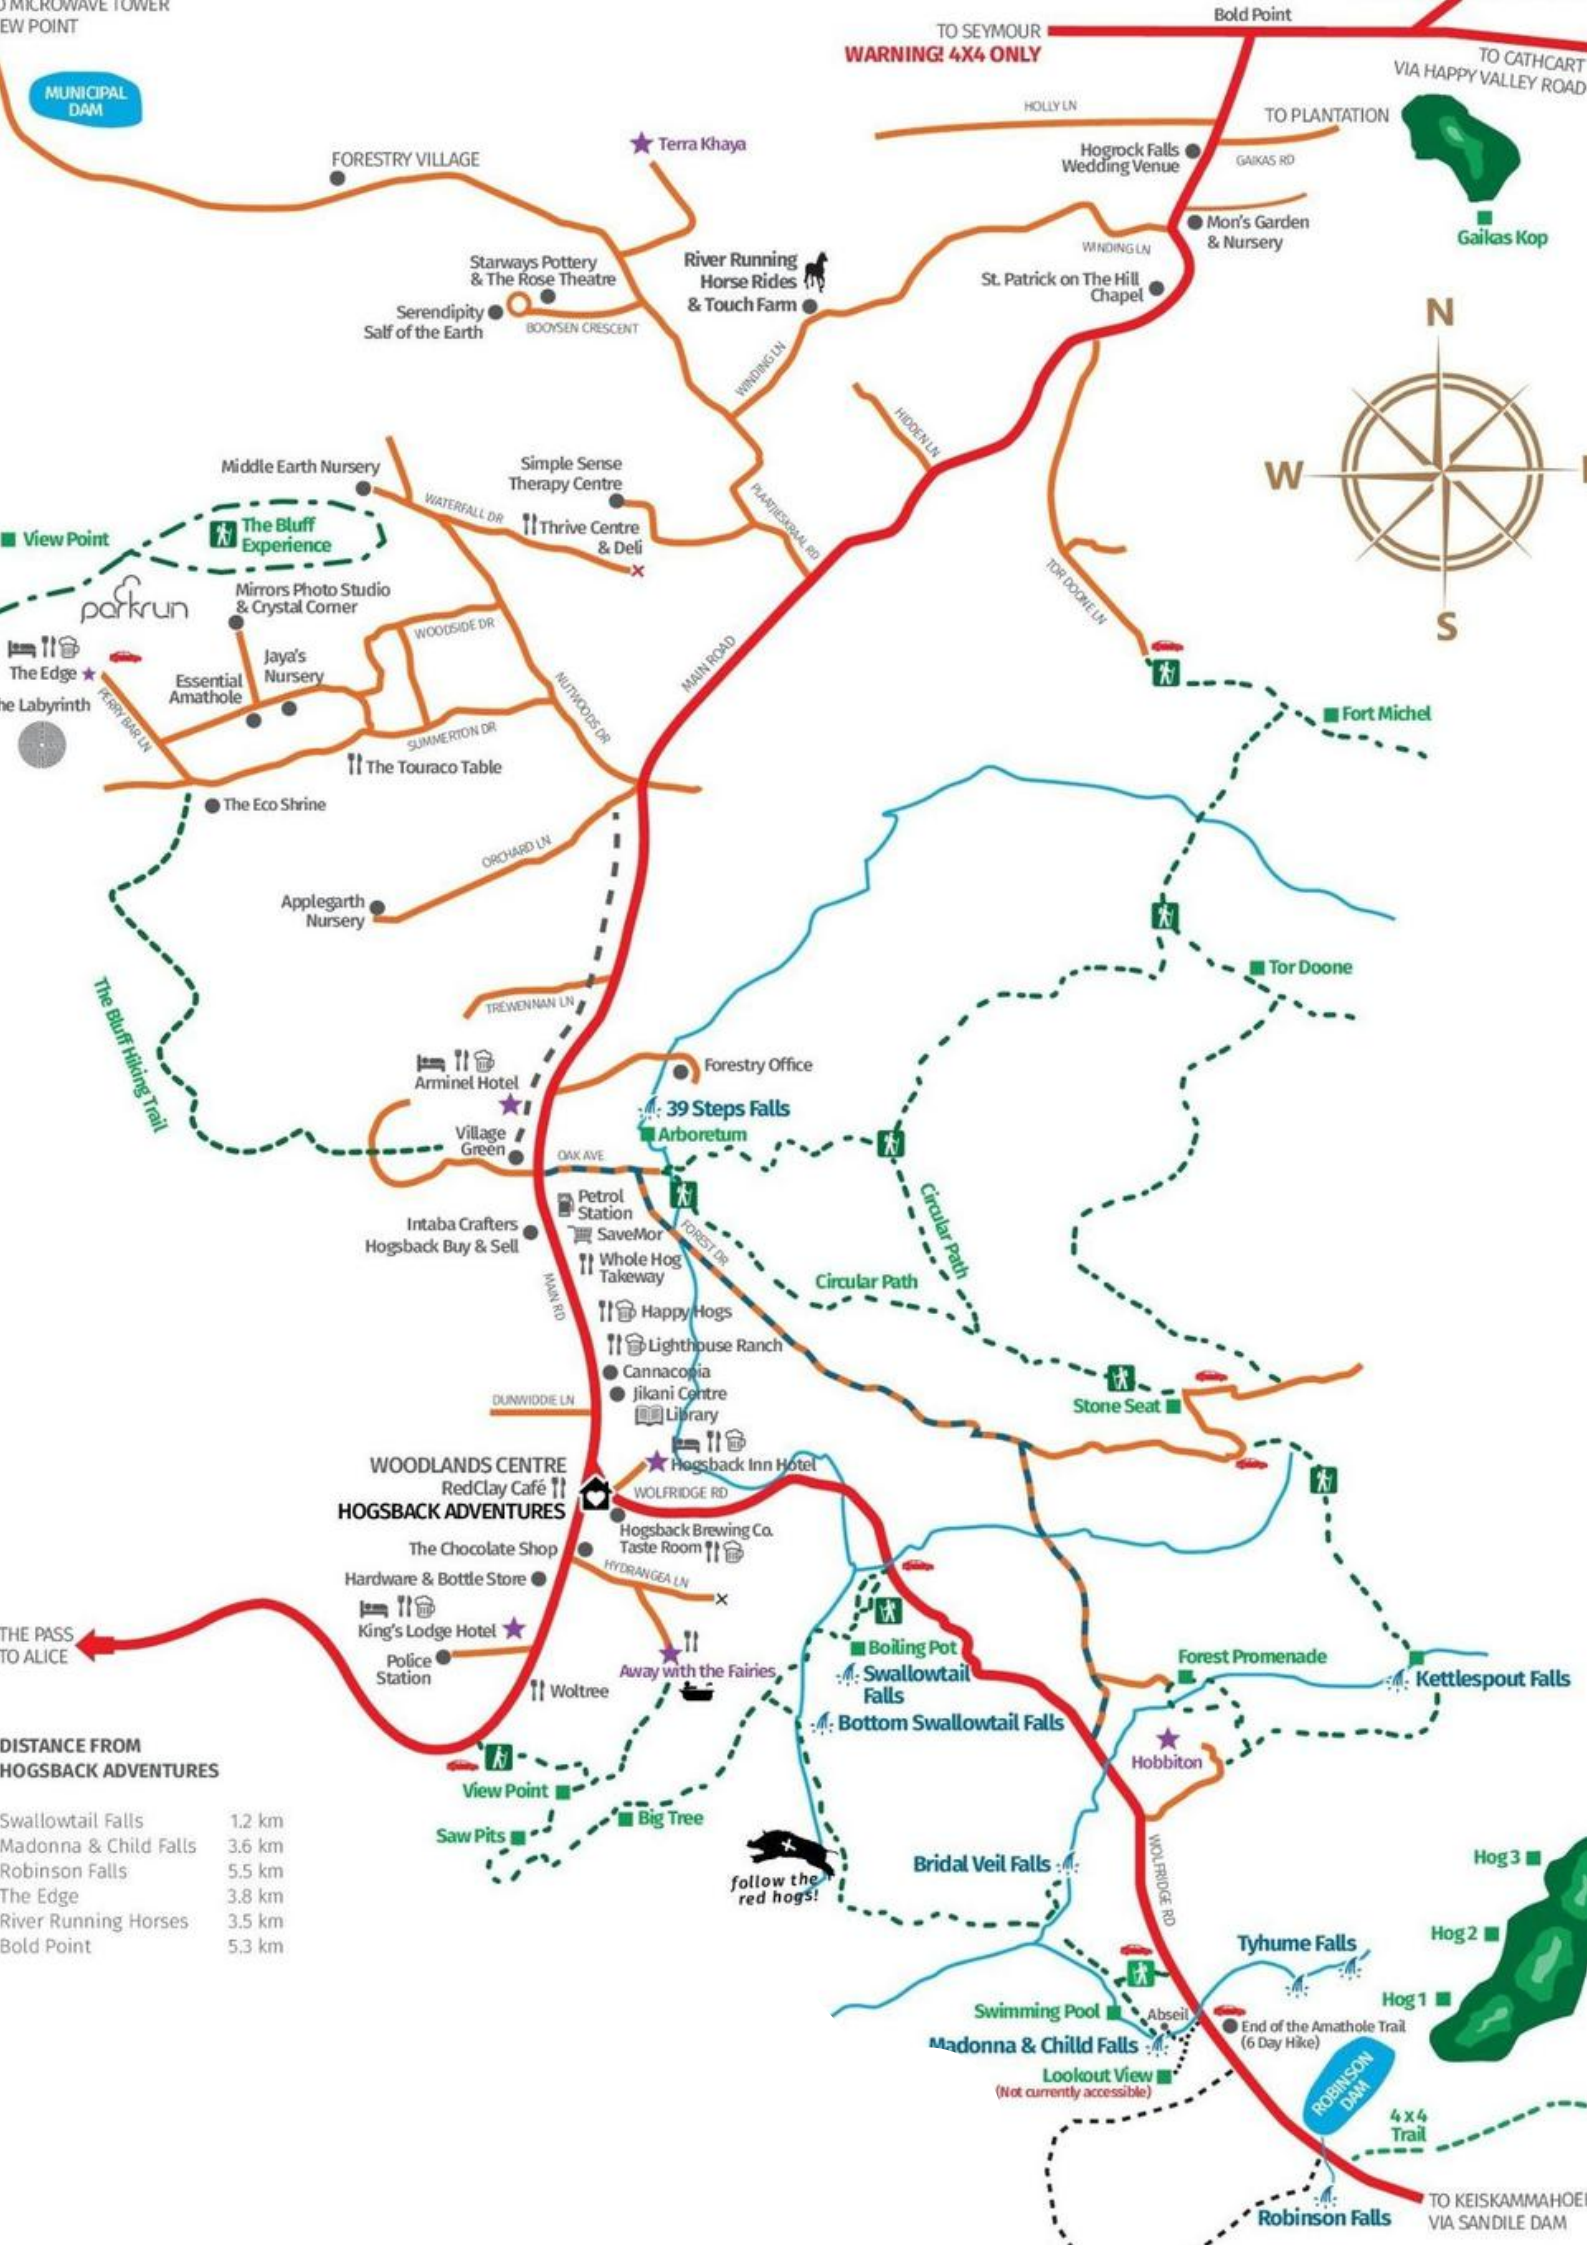 MICROWAVE TOWER
EW POINT
MUNICIPAL
DAM
FORESTRY VILLAGE
Terra Khaya
TO SEYMOUR
WARNING! 4X4 ONLY
Bold Point
TO CATHCART
VIA HAPPY VALLEY ROAD
HOLLY LN
TO PLANTATION
Hogrock Falls
Wedding Venue
GAIKAS RD
Gaikas Kop
Mon's Garden
& Nursery
WINDING LN
St. Patrick on The Hill
Chapel
Starways Pottery
& The Rose Theatre
Serendipity
Salf of the Earth
BOOYSEN CRESCENT
River Running
Horse Rides
& Touch Farm
WINDING LN
HIDDEN LN
N
W
S
Middle Earth Nursery
WATERFALL DR
Simple Sense
Therapy Centre
Thrive Centre
& Deli
PLAATJIESKRAAL RD
View Point
The Bluff
Experience
parkrun
Mirrors Photo Studio
& Crystal Corner
WOODSIDE DR
TOR DOONE LN
MAIN ROAD
The Edge
Jaya's
Nursery
Essential
Amathole
he Labyrinth
PERRY BAR LN
NUTWOODS DR
SUMMERTON DR
The Touraco Table
The Eco Shrine
Fort Michel
ORCHARD LN
Applegarth
Nursery
Tor Doone
The Bluff Hiking Trail
TREWENNAN LN
Arminel Hotel
Forestry Office
39 Steps Falls
Arboretum
Village
Green
OAK AVE
Petrol
Station
Intaba Crafters
Hogsback Buy & Sell
SaveMor
FOREST DR
Whole Hog
Takeway
Circular Path
Circular Path
MAIN RD
Happy Hogs
Lighthouse Ranch
Cannacopia
Jikani Centre
Library
DUNWIDDIE LN
Stone Seat
WOODLANDS CENTRE
RedClay Café
HOGSBACK ADVENTURES
Hogsback Inn Hotel
WOLFRIDGE RD
Hogsback Brewing Co.
Taste Room
The Chocolate Shop
HYDRANGEA LN
Hardware & Bottle Store
King's Lodge Hotel
Police
Station
THE PASS
TO ALICE
Away with the Fairies
Woltree
Boiling Pot
Swallowtail
Falls
Bottom Swallowtail Falls
Forest Promenade
Kettlespout Falls
Hobbiton
View Point
Saw Pits
Big Tree
DISTANCE FROM
HOGSBACK ADVENTURES
Swallowtail Falls 1.2 km
Madonna & Child Falls 3.6 km
Robinson Falls 5.5 km
The Edge 3.8 km
River Running Horses 3.5 km
Bold Point 5.3 km
follow the
red hogs!
Bridal Veil Falls
WOLFRIDGE RD
Hog 3
Hog 2
Hog 1
Tyhume Falls
Swimming Pool
Abseil
Madonna & Chilld Falls
End of the Amathole Trail
(6 Day Hike)
Lookout View
(Not currently accessible)
ROBINSON
DAM
4x4
Trail
Robinson Falls
TO KEISKAMMAHOE
VIA SANDILE DAM